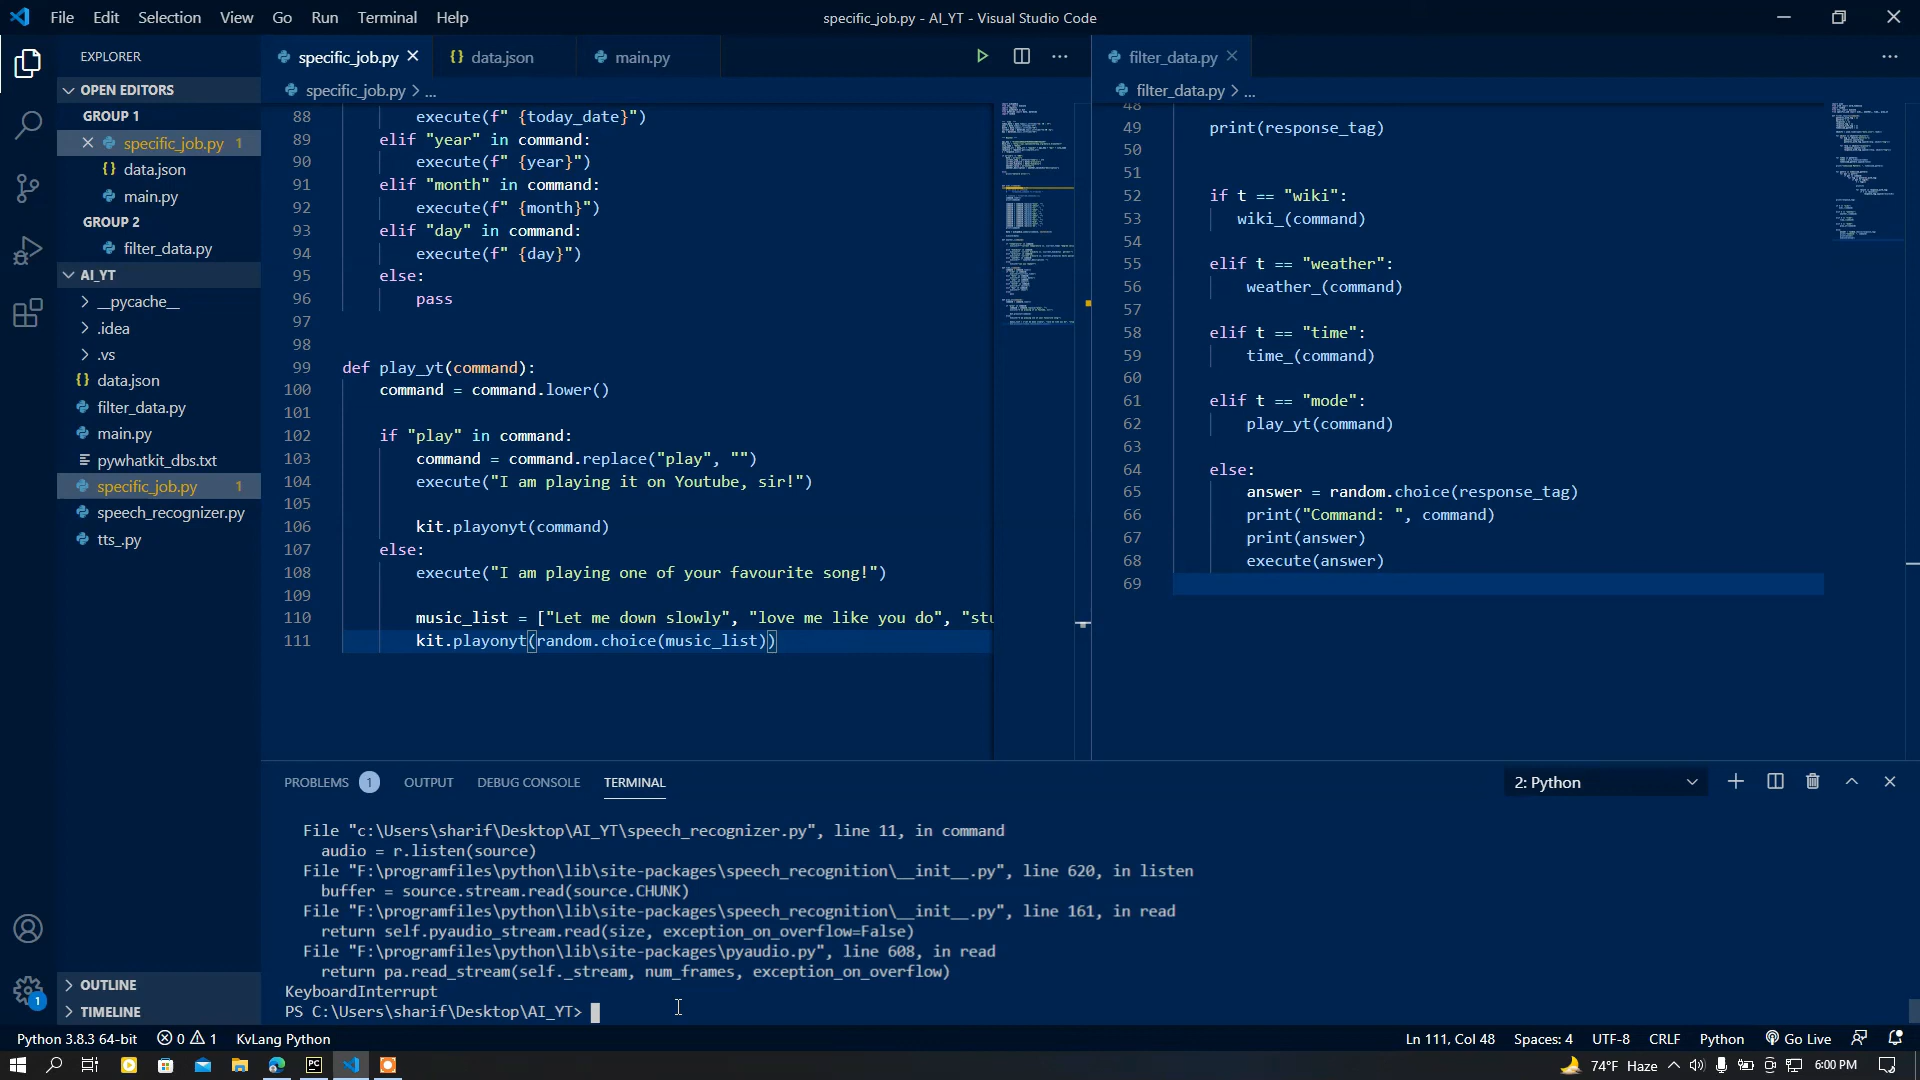 File Edit Selection View Go Run Terminal Help
specific_job.py - AI_YT - Visual Studio Code
EXPLORER
OPEN EDITORS
GROUP 1
specific_job.py 1
data.json
main.py
GROUP 2
filter_data.py
AI_YT
__pycache__
.idea
.vs
data.json
filter_data.py
main.py
pywhatkit_dbs.txt
specific_job.py 1
speech_recognizer.py
tts_.py
OUTLINE
TIMELINE
specific_job.py
data.json
main.py
specific_job.py > ...
88 execute(f" {today_date}")
89 elif "year" in command:
90 execute(f" {year}")
91 elif "month" in command:
92 execute(f" {month}")
93 elif "day" in command:
94 execute(f" {day}")
95 else:
96 pass
97
98
99 def play_yt(command):
100 command = command.lower()
101
102 if "play" in command:
103 command = command.replace("play", "")
104 execute("I am playing it on Youtube, sir!")
105
106 kit.playonyt(command)
107 else:
108 execute("I am playing one of your favourite song!")
109
110 music_list = ["Let me down slowly", "love me like you do", "stu
111 kit.playonyt(random.choice(music_list))
filter_data.py
filter_data.py > ...
48
49 print(response_tag)
50
51
52 if t == "wiki":
53 wiki_(command)
54
55 elif t == "weather":
56 weather_(command)
57
58 elif t == "time":
59 time_(command)
60
61 elif t == "mode":
62 play_yt(command)
63
64 else:
65 answer = random.choice(response_tag)
66 print("Command: ", command)
67 print(answer)
68 execute(answer)
69
PROBLEMS 1 OUTPUT DEBUG CONSOLE TERMINAL
2: Python
File "c:\Users\sharif\Desktop\AI_YT\speech_recognizer.py", line 11, in command
audio = r.listen(source)
File "F:\programfiles\python\lib\site-packages\speech_recognition\__init__.py", line 620, in listen
buffer = source.stream.read(source.CHUNK)
File "F:\programfiles\python\lib\site-packages\speech_recognition\__init__.py", line 161, in read
return self.pyaudio_stream.read(size, exception_on_overflow=False)
File "F:\programfiles\python\lib\site-packages\pyaudio.py", line 608, in read
return pa.read_stream(self._stream, num_frames, exception_on_overflow)
KeyboardInterrupt
PS C:\Users\sharif\Desktop\AI_YT>
1
Python 3.8.3 64-bit 0 1 KvLang Python
Ln 111, Col 48 Spaces: 4 UTF-8 CRLF Python Go Live
PC
74°F Haze 6:00 PM